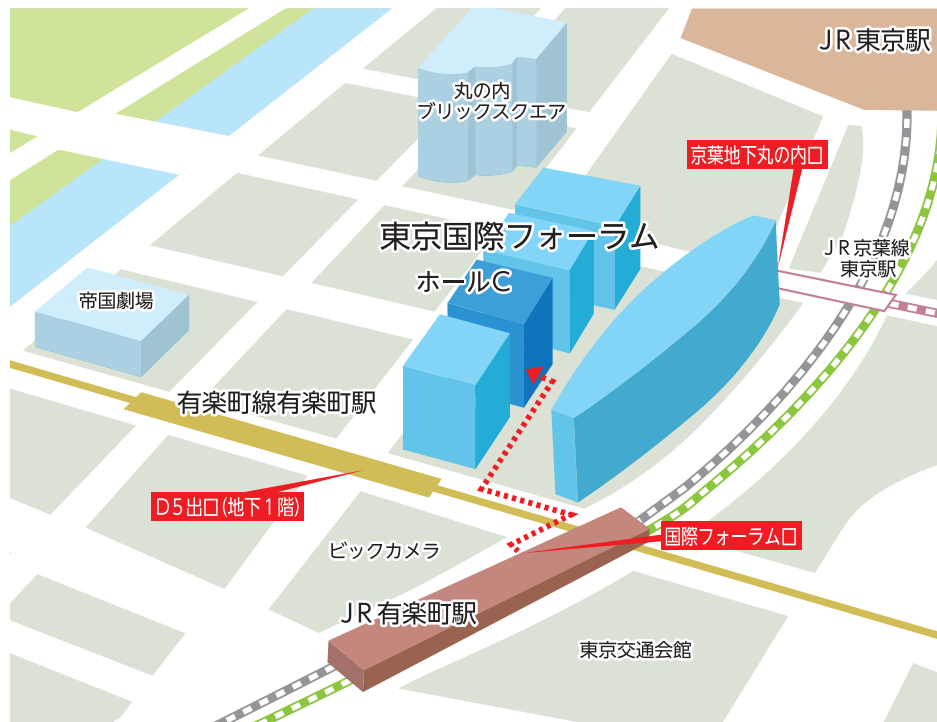 JR東京駅
丸の内
ブリックスクエア
京葉地下丸の内口
東京国際フォーラム
JR京葉線
東京駅
ホールC
帝国劇場
有楽町線有楽町駅
D5出口(地下1階)
国際フォーラム口
ビックカメラ
JR有楽町駅
東京交通会館